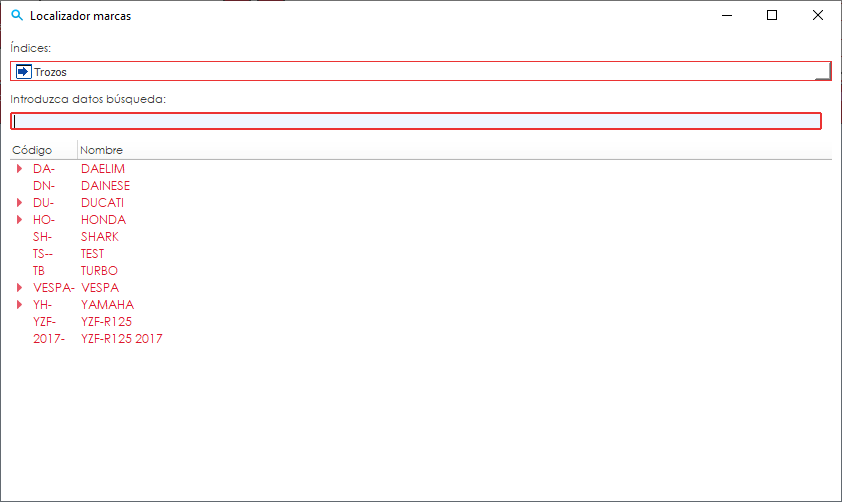 Localizador marcas
Índices:
Trozos
Introduzca datos búsqueda:
Código Nombre
DA- DAELIM
DN- DAINESE
DU- DUCATI
HO- HONDA
SH- SHARK
TS-- TEST
TB TURBO
VESPA- VESPA
YH- YAMAHA
YZF- YZF-R125
2017- YZF-R125 2017